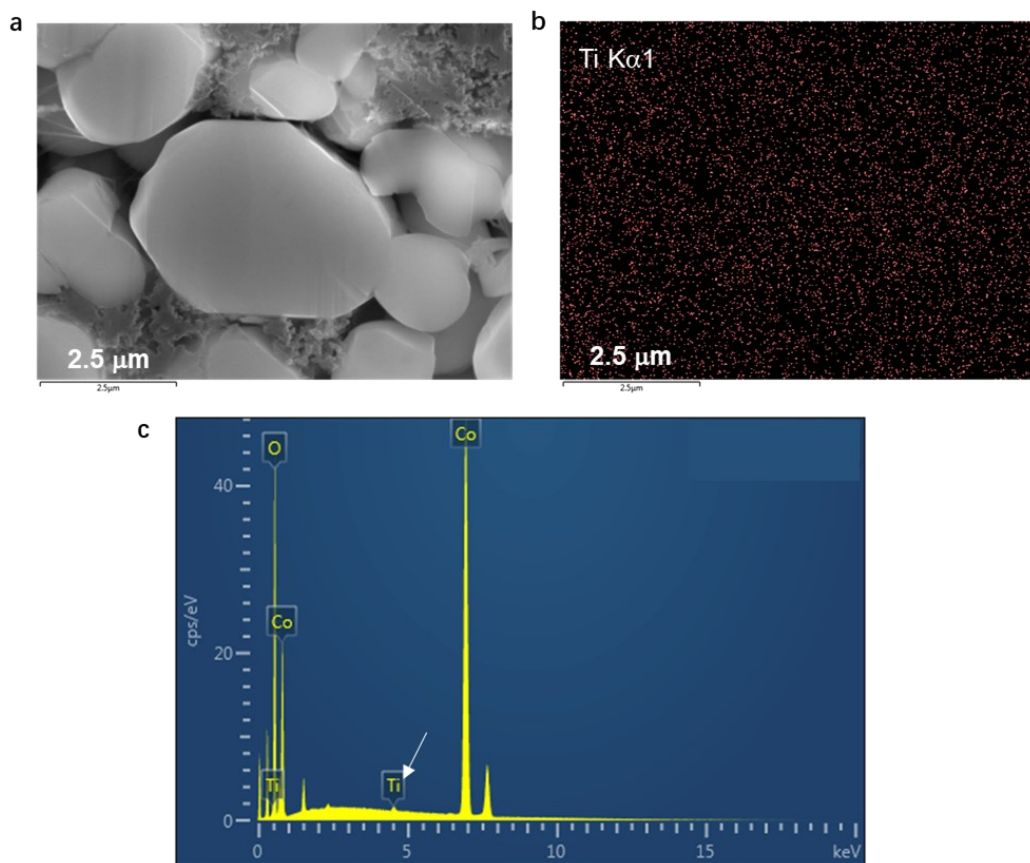 a
2.5 μm
2.5μm
b
Ti Kα1
2.5 μm
2.5μm
c
cps/eV
40
20
0
O
Co
Ti
Ti
Co
0
5
10
15
keV